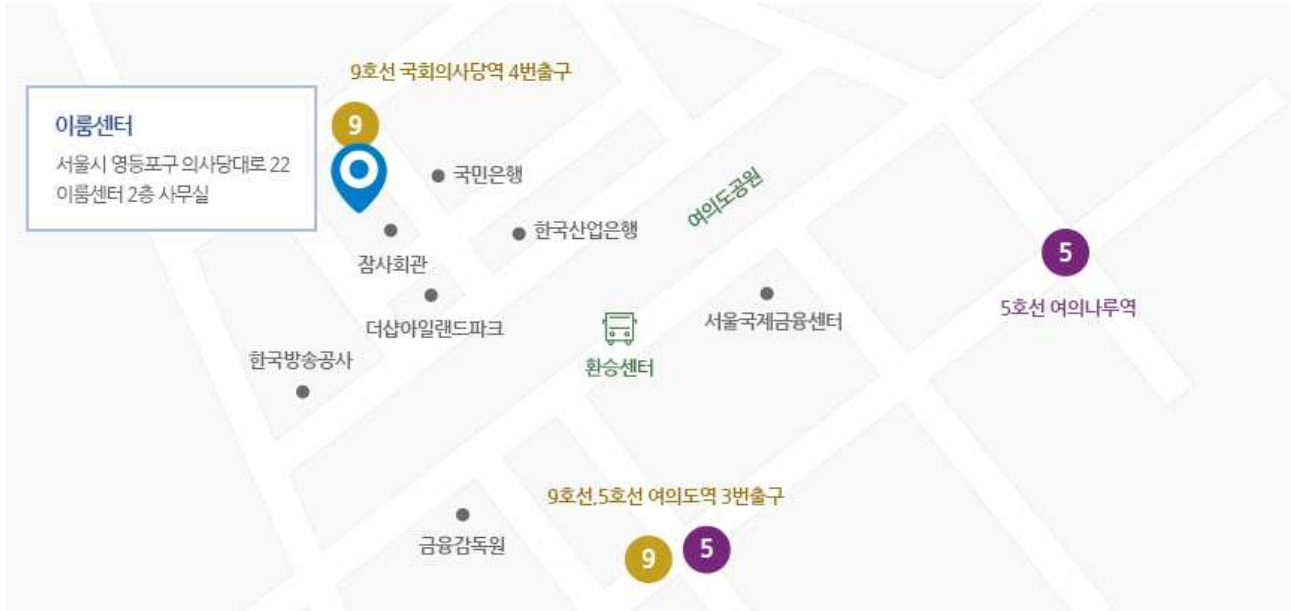 9호선 국회의사당역 4번출구
이룸센터
서울시 영등포구 의사당대로 22
이룸센터 2층 사무실
9
국민은행
한국산업은행
여의도공원
잠사회관
더샵아일랜드파크
한국방송공사
환승센터
서울국제금융센터
5
5호선 여의나루역
9호선,5호선 여의도역 3번출구
금융감독원
9
5